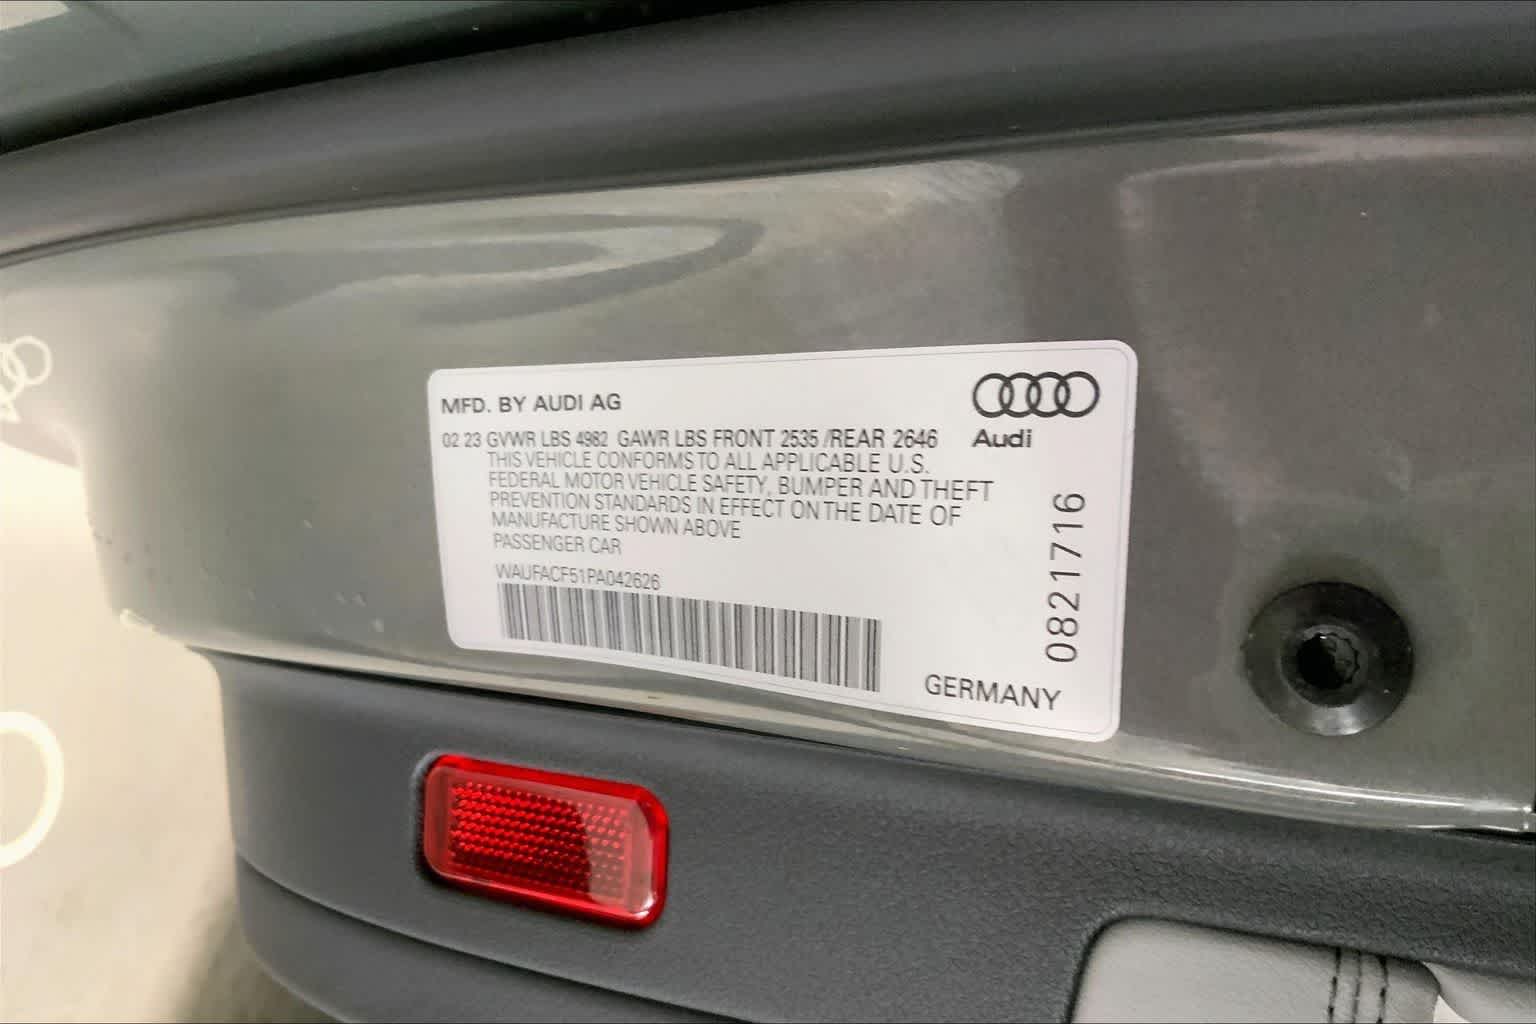 MFD. BY AUDI AG
Audi
02 23 GVWR LBS 4982 GAWR LBS FRONT 2535 /REAR 2646
THIS VEHICLE CONFORMS TO ALL APPLICABLE U.S.
FEDERAL MOTOR VEHICLE SAFETY, BUMPER AND THEFT
PREVENTION STANDARDS IN EFFECT ON THE DATE OF
MANUFACTURE SHOWN ABOVE
PASSENGER CAR
WAUFACF51PA042626
0821716
GERMANY